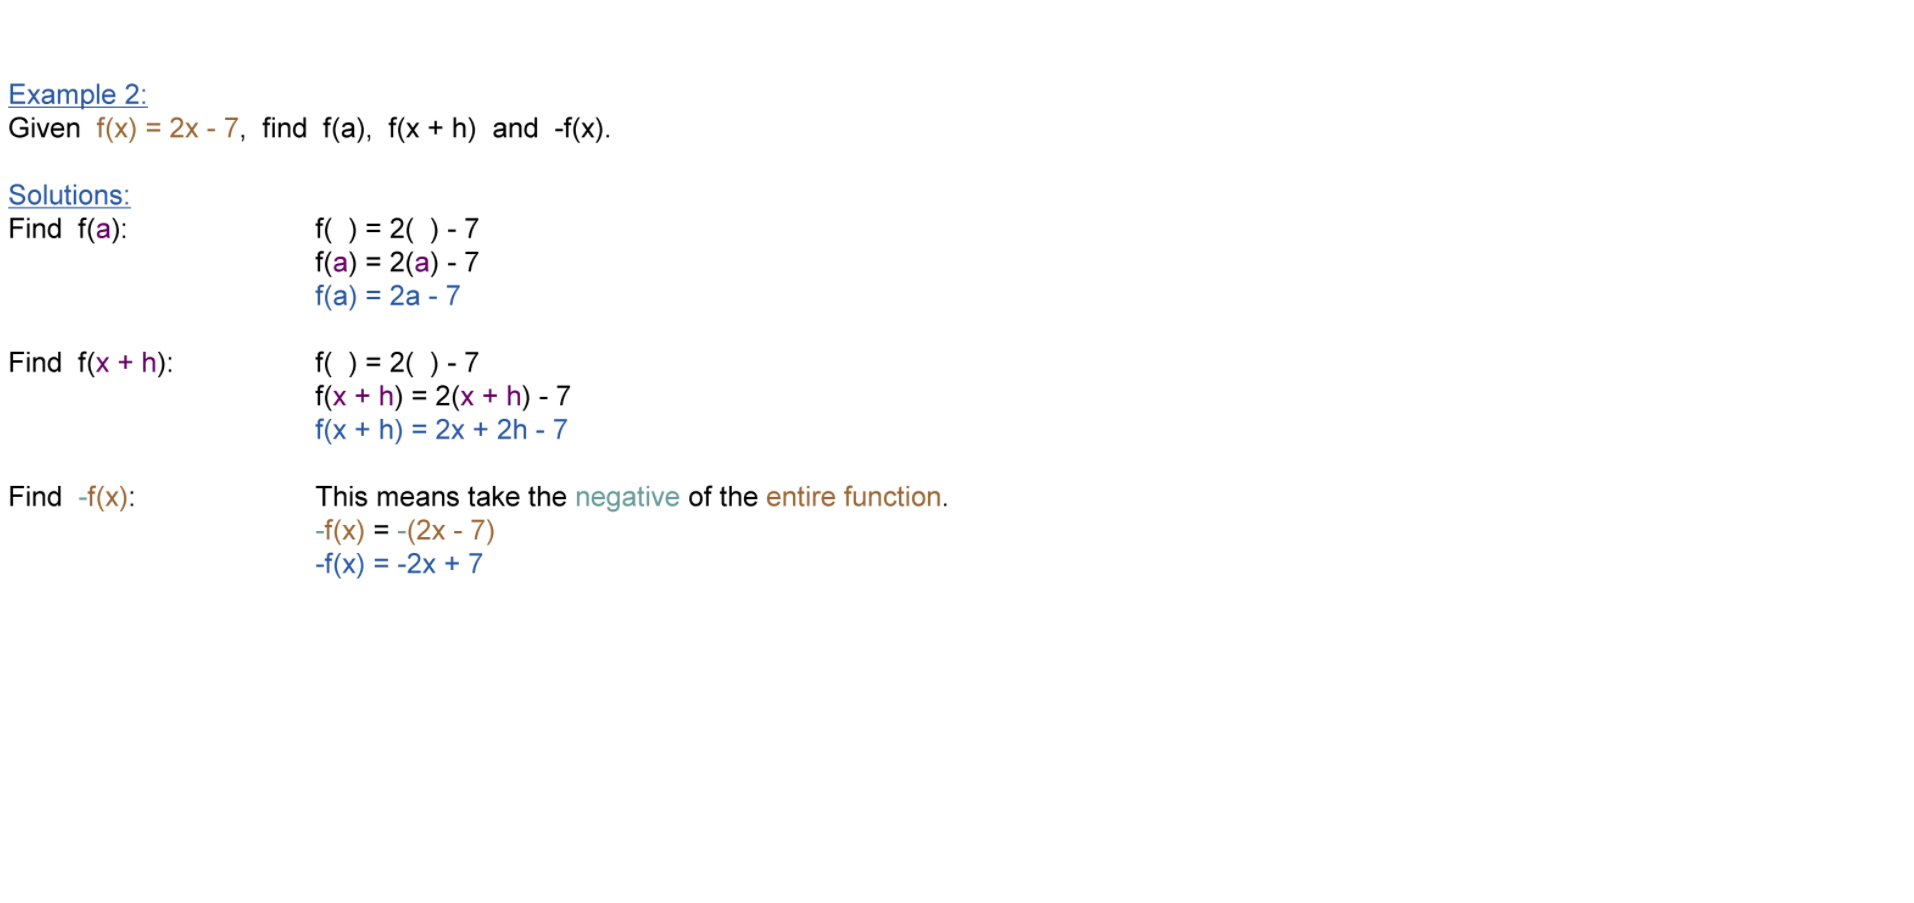 Example 2:
Given f(x) = 2x - 7, find f(a), f(x + h) and -f(x).
Solutions:
Find f(a): f( ) = 2( ) - 7
f(a) = 2(a) - 7
f(a) = 2a - 7
Find f(x + h): f( ) = 2( ) - 7
f(x + h) = 2(x + h) - 7
f(x + h) = 2x + 2h - 7
Find -f(x): This means take the negative of the entire function.
-f(x) = -(2x - 7)
-f(x) = -2x + 7